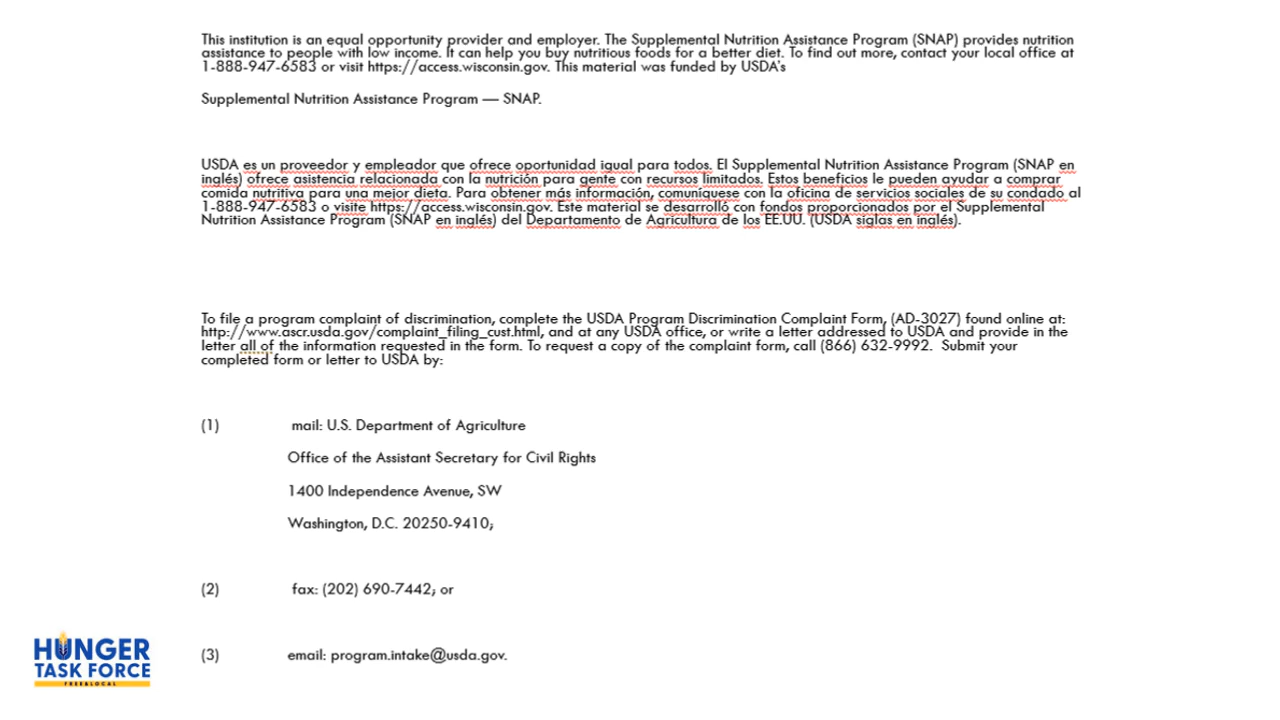 This institution is an equal opportunity provider and employer. The Supplemental Nutrition Assistance Program (SNAP) provides nutrition
assistance to people with low income. It can help you buy nutritious foods for a better diet. To find out more, contact your local office at
1-888-947-6583 or visit https://access.wisconsin.gov. This material was funded by USDA's
Supplemental Nutrition Assistance Program — SNAP.
USDA es un proveedor y empleador que ofrece oportunidad igual para todos. El Supplemental Nutrition Assistance Program (SNAP en
inglés) ofrece asistencia relacionada con la nutrición para gente con recursos limitados. Estos beneficios le pueden ayudar a comprar
comida nutritiva para una mejor dieta. Para obtener más información, comuníquese con la oficina de servicios sociales de su condado al
1-888-947-6583 o visite https://access.wisconsin.gov. Este material se desarrolló con fondos proporcionados por el Supplemental
Nutrition Assistance Program (SNAP en inglés) del Departamento de Agricultura de los EE.UU. (USDA siglas en inglés).
To file a program complaint of discrimination, complete the USDA Program Discrimination Complaint Form, (AD-3027) found online at:
http://www.ascr.usda.gov/complaint_filing_cust.html, and at any USDA office, or write a letter addressed to USDA and provide in the
letter all of the information requested in the form. To request a copy of the complaint form, call (866) 632-9992. Submit your
completed form or letter to USDA by:
(1) mail: U.S. Department of Agriculture
Office of the Assistant Secretary for Civil Rights
1400 Independence Avenue, SW
Washington, D.C. 20250-9410;
(2) fax: (202) 690-7442; or
(3) email: program.intake@usda.gov.
HUNGER
TASK FORCE
FREE&LOCAL